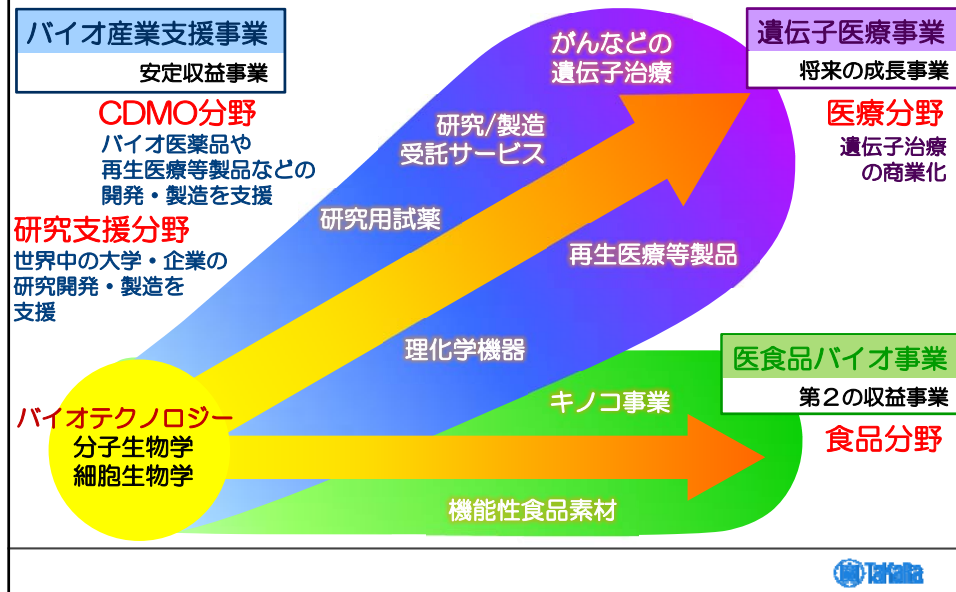 バイオ産業支援事業
安定収益事業
CDMO分野
バイオ医薬品や
再生医療等製品などの
開発・製造を支援
研究支援分野
世界中の大学・企業の
研究開発・製造を
支援
がんなどの
遺伝子治療
研究/製造
受託サービス
研究用試薬
再生医療等製品
理化学機器
遺伝子医療事業
将来の成長事業
医療分野
遺伝子治療
の商業化
医食品バイオ事業
第2の収益事業
食品分野
キノコ事業
機能性食品素材
バイオテクノロジー
分子生物学
細胞生物学
TaKaRa